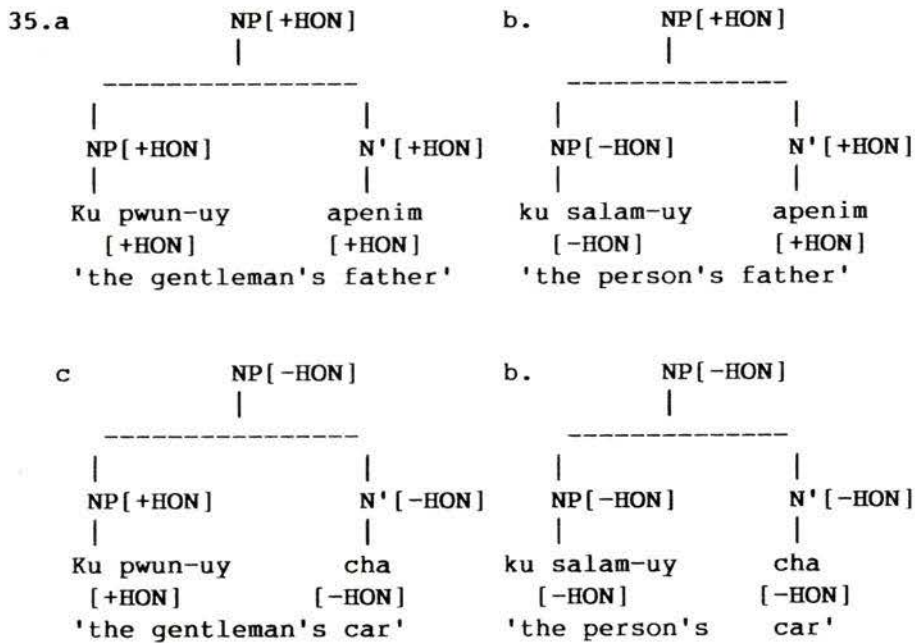 35.a NP[+HON] b. NP[+HON]
NP[+HON] N'[+HON] NP[-HON] N'[+HON]
Ku pwun-uy apenim ku salam-uy apenim
[+HON] [+HON] [-HON] [+HON]
'the gentleman's father' 'the person's father'
c NP[-HON] b. NP[-HON]
NP[+HON] N'[-HON] NP[-HON] N'[-HON]
Ku pwun-uy cha ku salam-uy cha
[+HON] [-HON] [-HON] [-HON]
'the gentleman's car' 'the person's car'